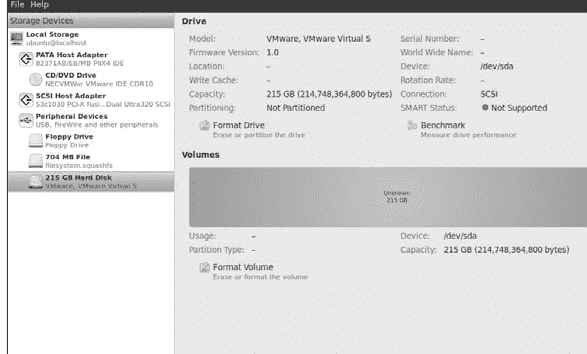 File Help
Storage Devices
Local Storage
ubuntu@localhost
PATA Host Adapter
82371AB/EB/MB PIIX4 IDE
CD/DVD Drive
NECVMWar VMware IDE CDR10
SCSI Host Adapter
53c1030 PCI-X Fusi...Dual Ultra320 SCSI
Peripheral Devices
USB, FireWire and other peripherals
Floppy Drive
Floppy Drive
704 MB File
filesystem.squashfs
215 GB Hard Disk
VMware, VMware Virtual S
Drive
Model: VMware, VMware Virtual S Serial Number: –
Firmware Version: 1.0 World Wide Name: –
Location: – Device: /dev/sda
Write Cache: – Rotation Rate: –
Capacity: 215 GB (214,748,364,800 bytes) Connection: SCSI
Partitioning: Not Partitioned SMART Status: Not Supported
Format Drive Benchmark
Erase or partition the drive Measure drive performance
Volumes
Unknown
215 GB
Usage: – Device: /dev/sda
Partition Type: – Capacity: 215 GB (214,748,364,800 bytes)
Format Volume
Erase or format the volume